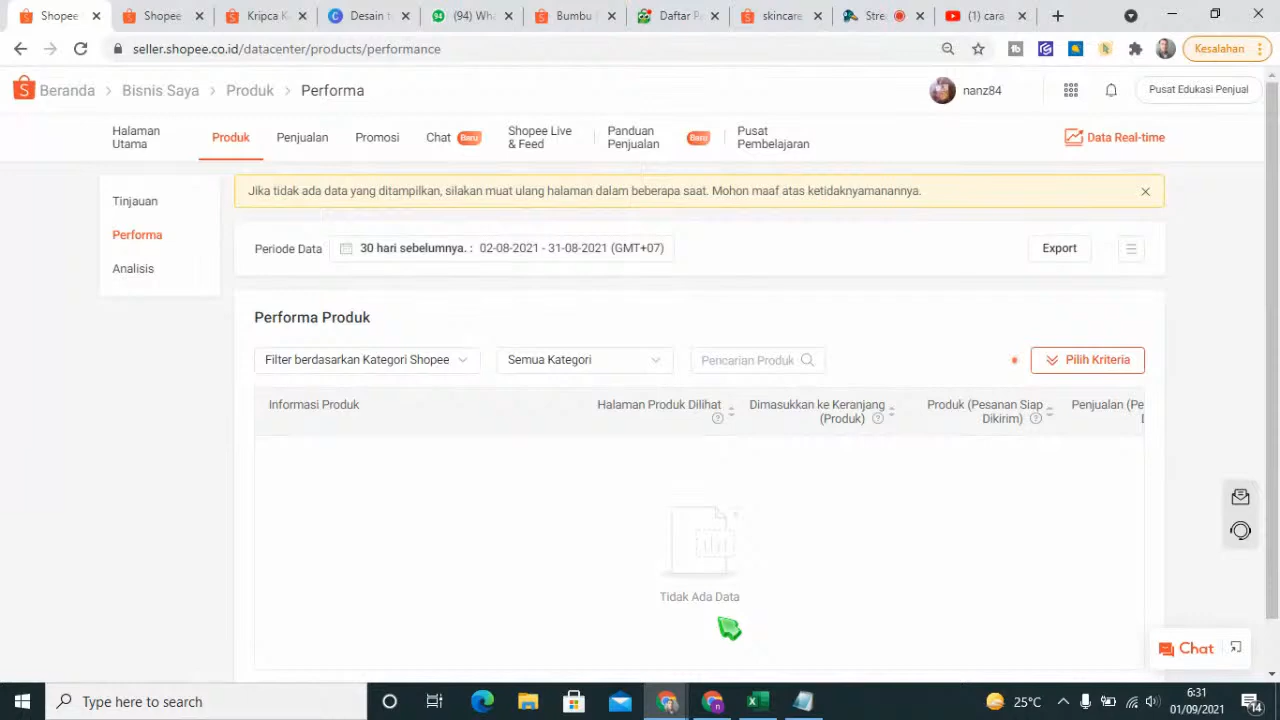 Shopee
Shopee
Kripca K
Desain t
(94) Wha
Bumbu
Daftar Pa
skincare
Stre
cara
seller.shopee.co.id/datacenter/products/performance
Kesalahan
Beranda > Bisnis Saya > Produk > Performa
nanz84
Pusat Edukasi Penjual
Halaman
Utama
Produk
Penjualan
Promosi
Chat Baru
Shopee Live
& Feed
Panduan
Penjualan
Baru
Pusat
Pembelajaran
Data Real-time
Tinjauan
Performa
Analisis
Jika tidak ada data yang ditampilkan, silakan muat ulang halaman dalam beberapa saat. Mohon maaf atas ketidaknyamanannya.
Periode Data
30 hari sebelumnya. : 02-08-2021 - 31-08-2021 (GMT+07)
Export
Performa Produk
Filter berdasarkan Kategori Shopee
Semua Kategori
Pencarian Produk
Pilih Kriteria
Informasi Produk
Halaman Produk Dilihat
Dimasukkan ke Keranjang
(Produk)
Produk (Pesanan Siap
Dikirim)
Penjualan (Pe
Tidak Ada Data
Chat
Type here to search
25°C
6:31
01/09/2021
14